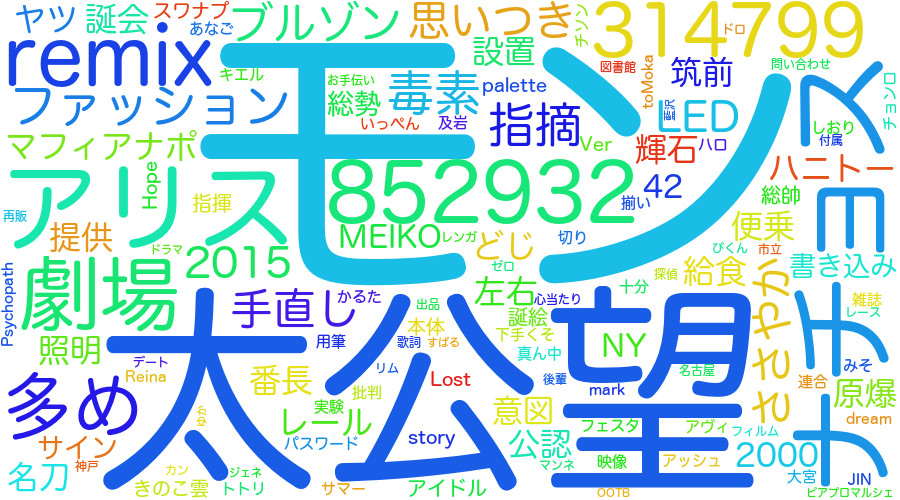 ヤツ
誕会
スワナプ
あなご
ブルゾン
思いつき
チソン
314799
ドロ
remix
キエル
お手伝い
設置
図書館
toMoka
筑前
問い合わせ
ファッション
総勢
毒素
palette
翻沢
LED
しおり
チョンロ
マフィアナポ
いっぺん
及岩
指摘
Ver
輝石
ハロ
付属
モン
ス
アリス
Hope
指揮
852932
42
揃い
総帥
ハニトー
再販
提供
ドラマ
2015
MEIKO
レンガ
どじ
切り
便乗
ぴくん
市立
ヨ
劇場
ゼロ
探偵
給食
書き込み
Psychopath
手直し
かるた
出品
左右
心当たり
十分
ささやか
雑誌
レース
チ
太公望
照明
用筆
歌詞
本体
すばる
誕絵
下手くそ
真ん中
NY
名古屋
みそ
多め
デート
Reina
番長
リム
批判
Lost
後輩
mark
連合
原爆
実験
dream
ゆか
レール
story
意図
フェスタ
アヴィ
フィルム
ナ
サイン
神戸
パスワード
公認
マンネ
映像
アッシュ
2000
大宮
名刀
カン
きのこ雲
トトリ
ジェネ
サマー
アイドル
OOTB
JIN
ピアプロマルシェ